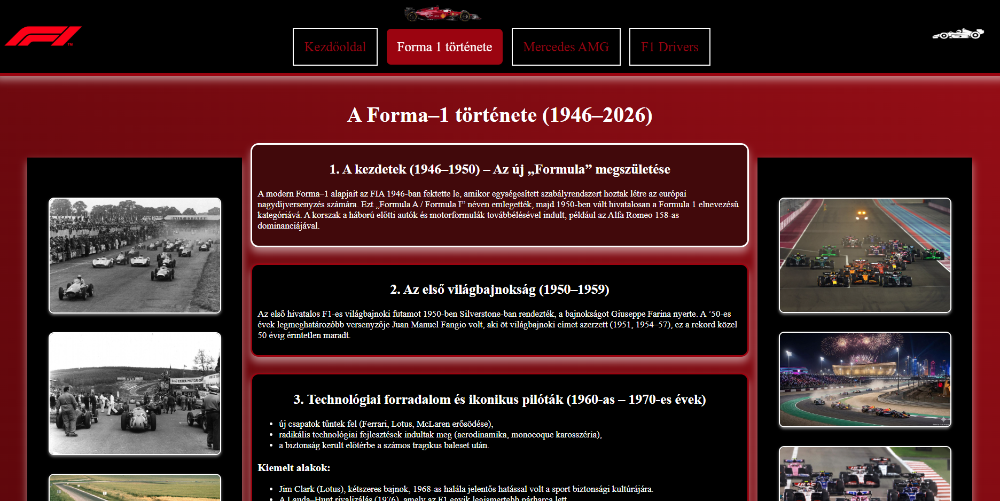 F1
TM
Kezdőoldal
Forma 1 története
Mercedes AMG
F1 Drivers
A Forma–1 története (1946–2026)
1. A kezdetek (1946–1950) – Az új „Formula” megszületése
A modern Forma–1 alapjait az FIA 1946-ban fektette le, amikor egységesített szabályrendszert hoztak létre az európai
nagydíjversenyzés számára. Ezt „Formula A / Formula I” néven emlegették, majd 1950-ben vált hivatalosan a Formula 1 elnevezésű
kategóriává. A korszak a háború előtti autók és motorformulák továbbélésével indult, például az Alfa Romeo 158-as
dominanciájával.
2. Az első világbajnokság (1950–1959)
Az első hivatalos F1-es világbajnoki futamot 1950-ben Silverstone-ban rendezték, a bajnokságot Giuseppe Farina nyerte. A ’50-es
évek legmeghatározóbb versenyzője Juan Manuel Fangio volt, aki öt világbajnoki címet szerzett (1951, 1954–57), ez a rekord közel
50 évig érintetlen maradt.
EXTRA MOTOR
3. Technológiai forradalom és ikonikus pilóták (1960-as – 1970-es évek)
• új csapatok tűntek fel (Ferrari, Lotus, McLaren erősödése),
• radikális technológiai fejlesztések indultak meg (aerodinamika, monocoque karosszéria),
• a biztonság került előtérbe a számos tragikus baleset után.
Kiemelt alakok:
• Jim Clark (Lotus), kétszeres bajnok, 1968-as halála jelentős hatással volt a sport biztonsági kultúrájára.
• A Lauda–Hunt rivalizálás (1976), amely az F1 egyik legismertebb párharca lett.